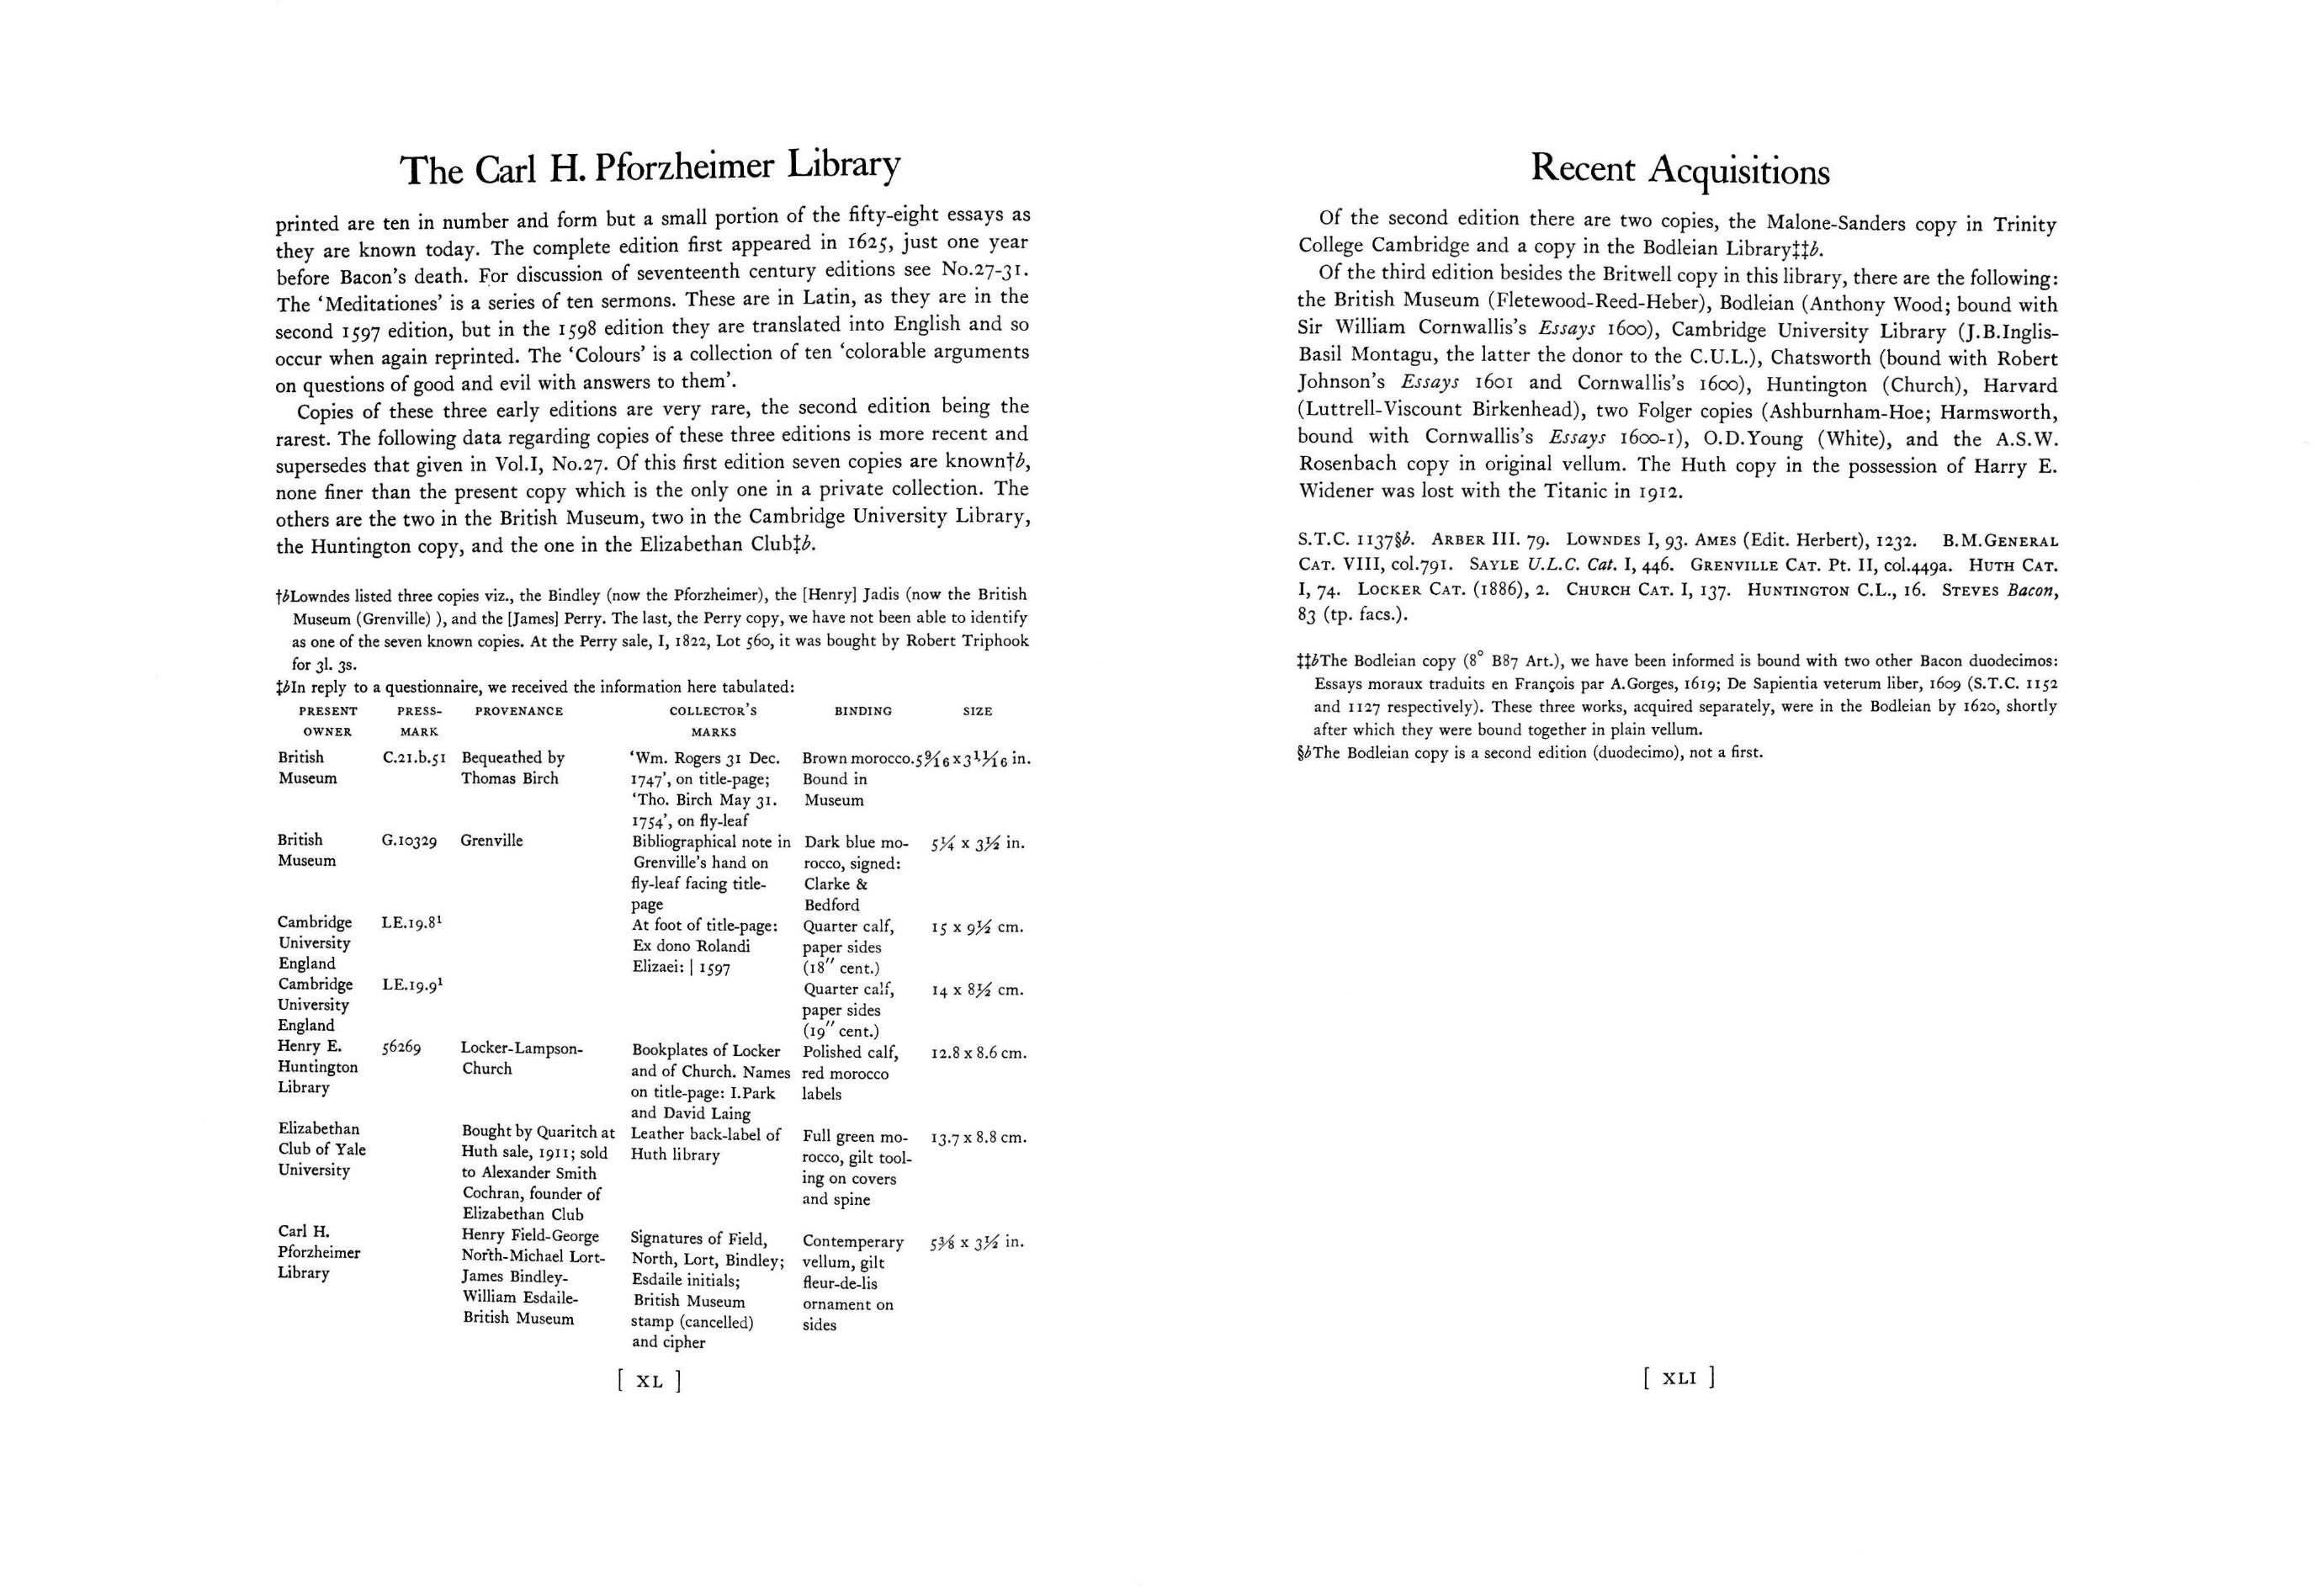 The Carl H. Pforzheimer Library
printed are ten in number and form but a small portion of the fifty-eight essays as
they are known today. The complete edition first appeared in 1625, just one year
before Bacon's death. For discussion of seventeenth century editions see No.27-31.
The ‘Meditationes’ is a series of ten sermons. These are in Latin, as they are in the
second 1597 edition, but in the 1598 edition they are translated into English and so
occur when again reprinted. The ‘Colours’ is a collection of ten ‘colorable arguments
on questions of good and evil with answers to them’.
Copies of these three early editions are very rare, the second edition being the
rarest. The following data regarding copies of these three editions is more recent and
supersedes that given in Vol.I, No.27. Of this first edition seven copies are known†b,
none finer than the present copy which is the only one in a private collection. The
others are the two in the British Museum, two in the Cambridge University Library,
the Huntington copy, and the one in the Elizabethan Club‡b.
†bLowndes listed three copies viz., the Bindley (now the Pforzheimer), the [Henry] Jadis (now the British
Museum (Grenville) ), and the [James] Perry. The last, the Perry copy, we have not been able to identify
as one of the seven known copies. At the Perry sale, I, 1822, Lot 560, it was bought by Robert Triphook
for 3l. 3s.
‡bIn reply to a questionnaire, we received the information here tabulated:
PRESENT PRESS- PROVENANCE COLLECTOR'S BINDING SIZE
OWNER MARK MARKS
British C.21.b.51 Bequeathed by ‘Wm. Rogers 31 Dec. Brown morocco. 5 9/16 x 3 11/16 in.
Museum Thomas Birch 1747’, on title-page; Bound in
‘Tho. Birch May 31. Museum
1754’, on fly-leaf
British G.10329 Grenville Bibliographical note in Dark blue mo- 5¼ x 3½ in.
Museum Grenville's hand on rocco, signed:
fly-leaf facing title- Clarke &
page Bedford
Cambridge LE.19.8¹ At foot of title-page: Quarter calf, 15 x 9½ cm.
University Ex dono Rolandi paper sides
England Elizaei: | 1597 (18″ cent.)
Cambridge LE.19.9¹ Quarter calf, 14 x 8½ cm.
University paper sides
England (19″ cent.)
Henry E. 56269 Locker-Lampson- Bookplates of Locker Polished calf, 12.8 x 8.6 cm.
Huntington Church and of Church. Names red morocco
Library on title-page: I.Park labels
and David Laing
Elizabethan Bought by Quaritch at Leather back-label of Full green mo- 13.7 x 8.8 cm.
Club of Yale Huth sale, 1911; sold Huth library rocco, gilt tool-
University to Alexander Smith ing on covers
Cochran, founder of and spine
Elizabethan Club
Carl H. Henry Field-George Signatures of Field, Contemperary 5⅜ x 3½ in.
Pforzheimer North-Michael Lort- North, Lort, Bindley; vellum, gilt
Library James Bindley- Esdaile initials; fleur-de-lis
William Esdaile- British Museum ornament on
British Museum stamp (cancelled) sides
and cipher
[ XL ]
Recent Acquisitions
Of the second edition there are two copies, the Malone-Sanders copy in Trinity
College Cambridge and a copy in the Bodleian Library‡‡b.
Of the third edition besides the Britwell copy in this library, there are the following:
the British Museum (Fletewood-Reed-Heber), Bodleian (Anthony Wood; bound with
Sir William Cornwallis's Essays 1600), Cambridge University Library (J.B.Inglis-
Basil Montagu, the latter the donor to the C.U.L.), Chatsworth (bound with Robert
Johnson's Essays 1601 and Cornwallis's 1600), Huntington (Church), Harvard
(Luttrell-Viscount Birkenhead), two Folger copies (Ashburnham-Hoe; Harmsworth,
bound with Cornwallis's Essays 1600-1), O.D.Young (White), and the A.S.W.
Rosenbach copy in original vellum. The Huth copy in the possession of Harry E.
Widener was lost with the Titanic in 1912.
S.T.C. 1137§b. ARBER III. 79. LOWNDES I, 93. AMES (Edit. Herbert), 1232. B.M.GENERAL
CAT. VIII, col.791. SAYLE U.L.C. Cat. I, 446. GRENVILLE CAT. Pt. II, col.449a. HUTH CAT.
I, 74. LOCKER CAT. (1886), 2. CHURCH CAT. I, 137. HUNTINGTON C.L., 16. STEVES Bacon,
83 (tp. facs.).
‡‡bThe Bodleian copy (8° B87 Art.), we have been informed is bound with two other Bacon duodecimos:
Essays moraux traduits en François par A.Gorges, 1619; De Sapientia veterum liber, 1609 (S.T.C. 1152
and 1127 respectively). These three works, acquired separately, were in the Bodleian by 1620, shortly
after which they were bound together in plain vellum.
§bThe Bodleian copy is a second edition (duodecimo), not a first.
[ XLI ]